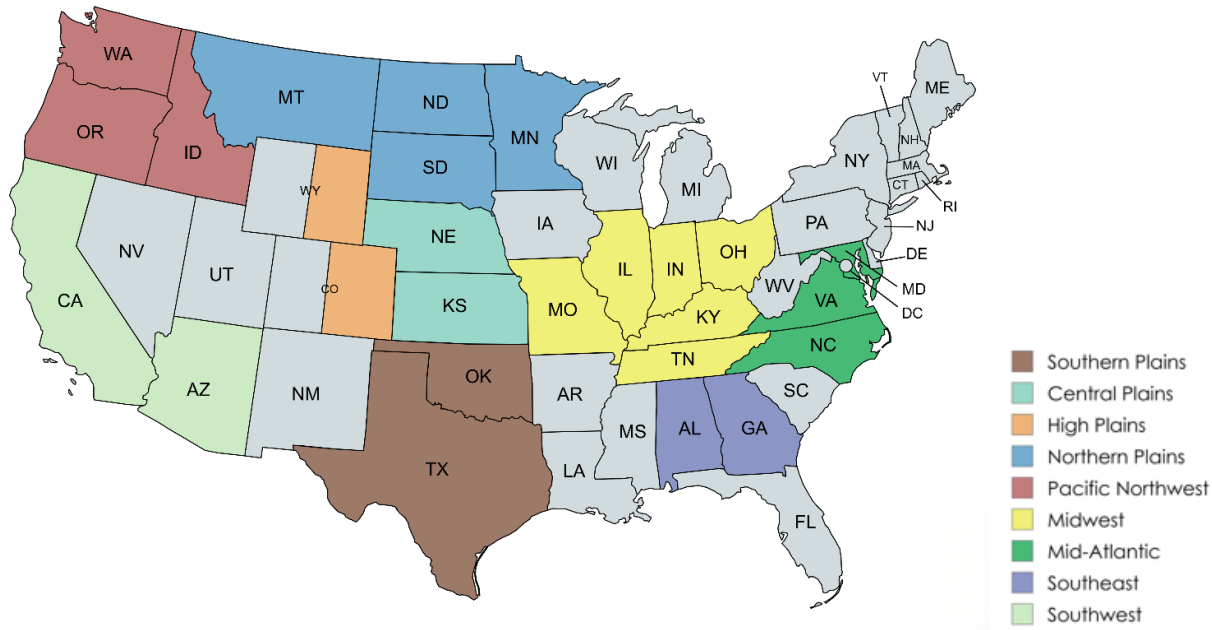 WA
MT
ND
MN
OR
ID
SD
WY
WI
MI
VT
ME
NH
NY
MA
CT
RI
NV
UT
CO
NE
IA
PA
NJ
CA
KS
IL
IN
OH
DE
WV
MD
DC
MO
VA
KY
NC
TN
AZ
NM
OK
AR
SC
MS
AL
GA
TX
LA
FL
Southern Plains
Central Plains
High Plains
Northern Plains
Pacific Northwest
Midwest
Mid-Atlantic
Southeast
Southwest